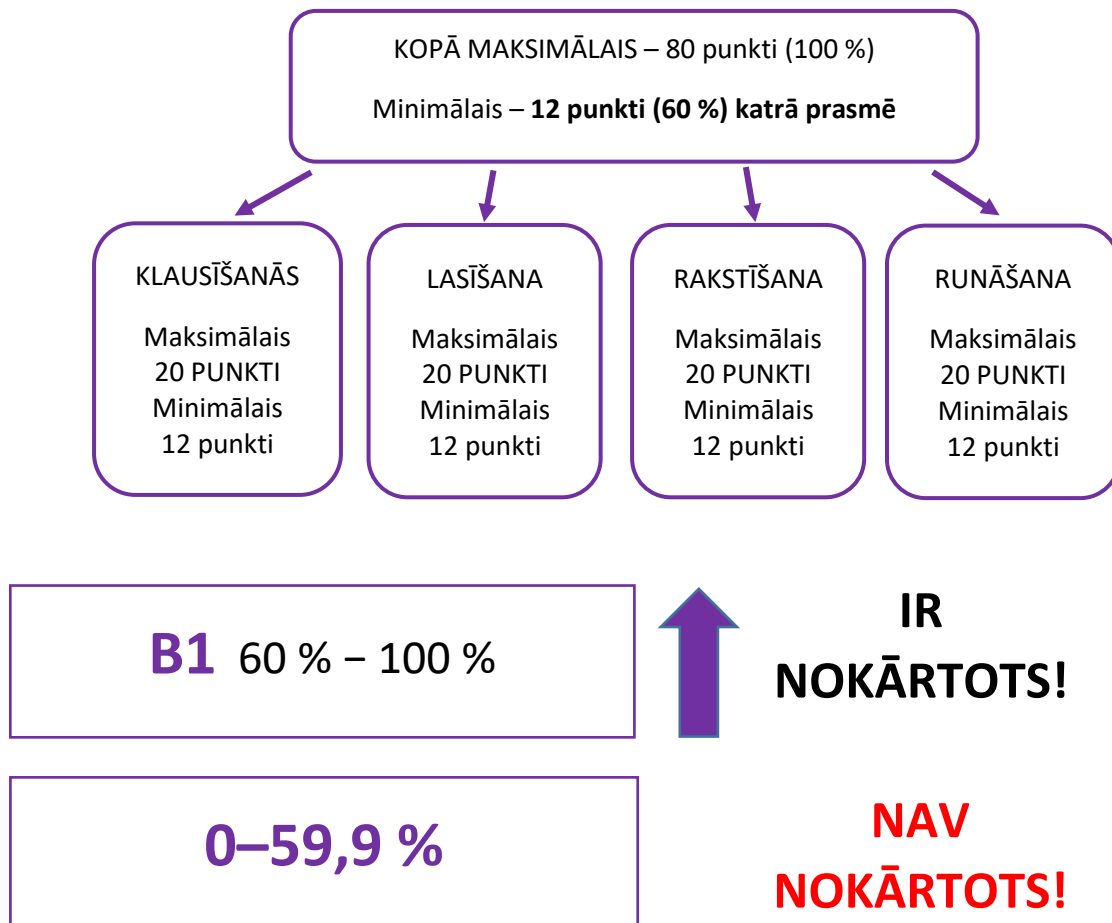 KOPĀ MAKSIMĀLAIS – 80 punkti (100 %)
Minimālais – 12 punkti (60 %) katrā prasmē
KLAUSĪŠANĀS
Maksimālais
20 PUNKTI
Minimālais
12 punkti
LASĪŠANA
Maksimālais
20 PUNKTI
Minimālais
12 punkti
RAKSTĪŠANA
Maksimālais
20 PUNKTI
Minimālais
12 punkti
RUNĀŠANA
Maksimālais
20 PUNKTI
Minimālais
12 punkti
B1 60 % – 100 %
IR
NOKĀRTOTS!
0–59,9 %
NAV
NOKĀRTOTS!